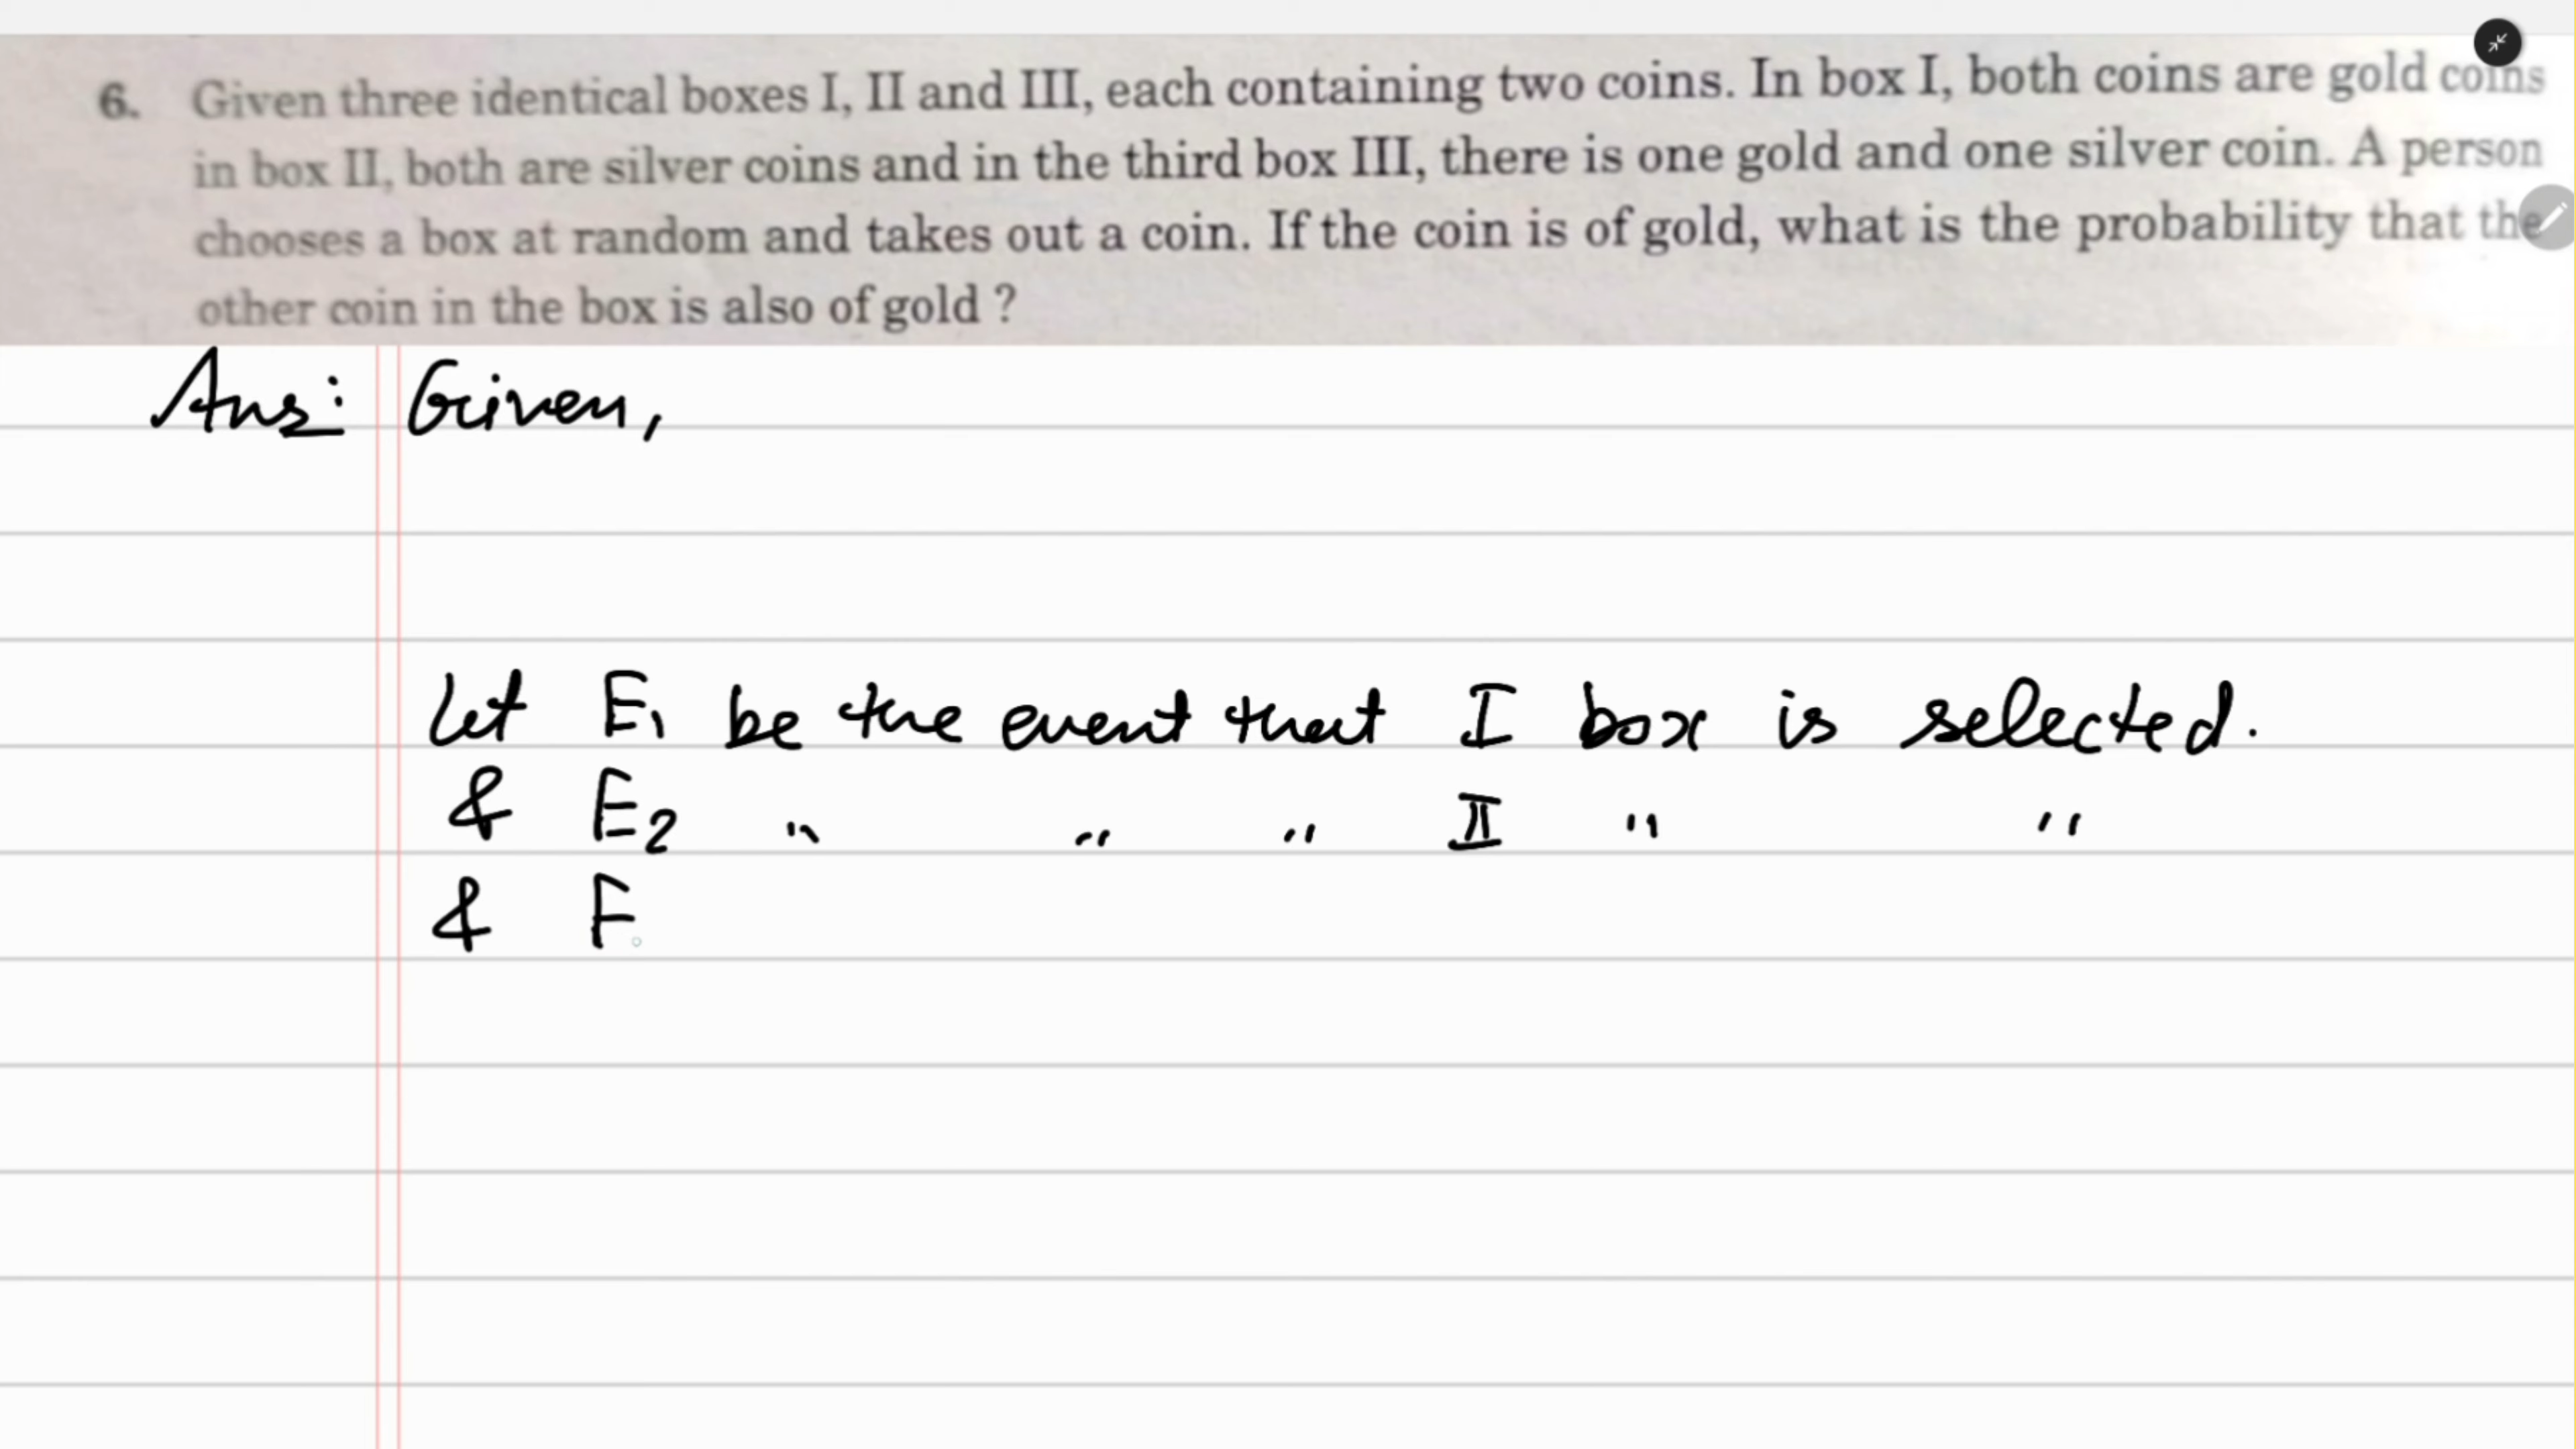 6. Given three identical boxes I, II and III, each containing two coins. In box I, both coins are gold coins
in box II, both are silver coins and in the third box III, there is one gold and one silver coin. A person
chooses a box at random and takes out a coin. If the coin is of gold, what is the probability that the
other coin in the box is also of gold ?
Ans: Given,
Let E₁ be the event that I box is selected.
& E₂ " " " II " "
& F